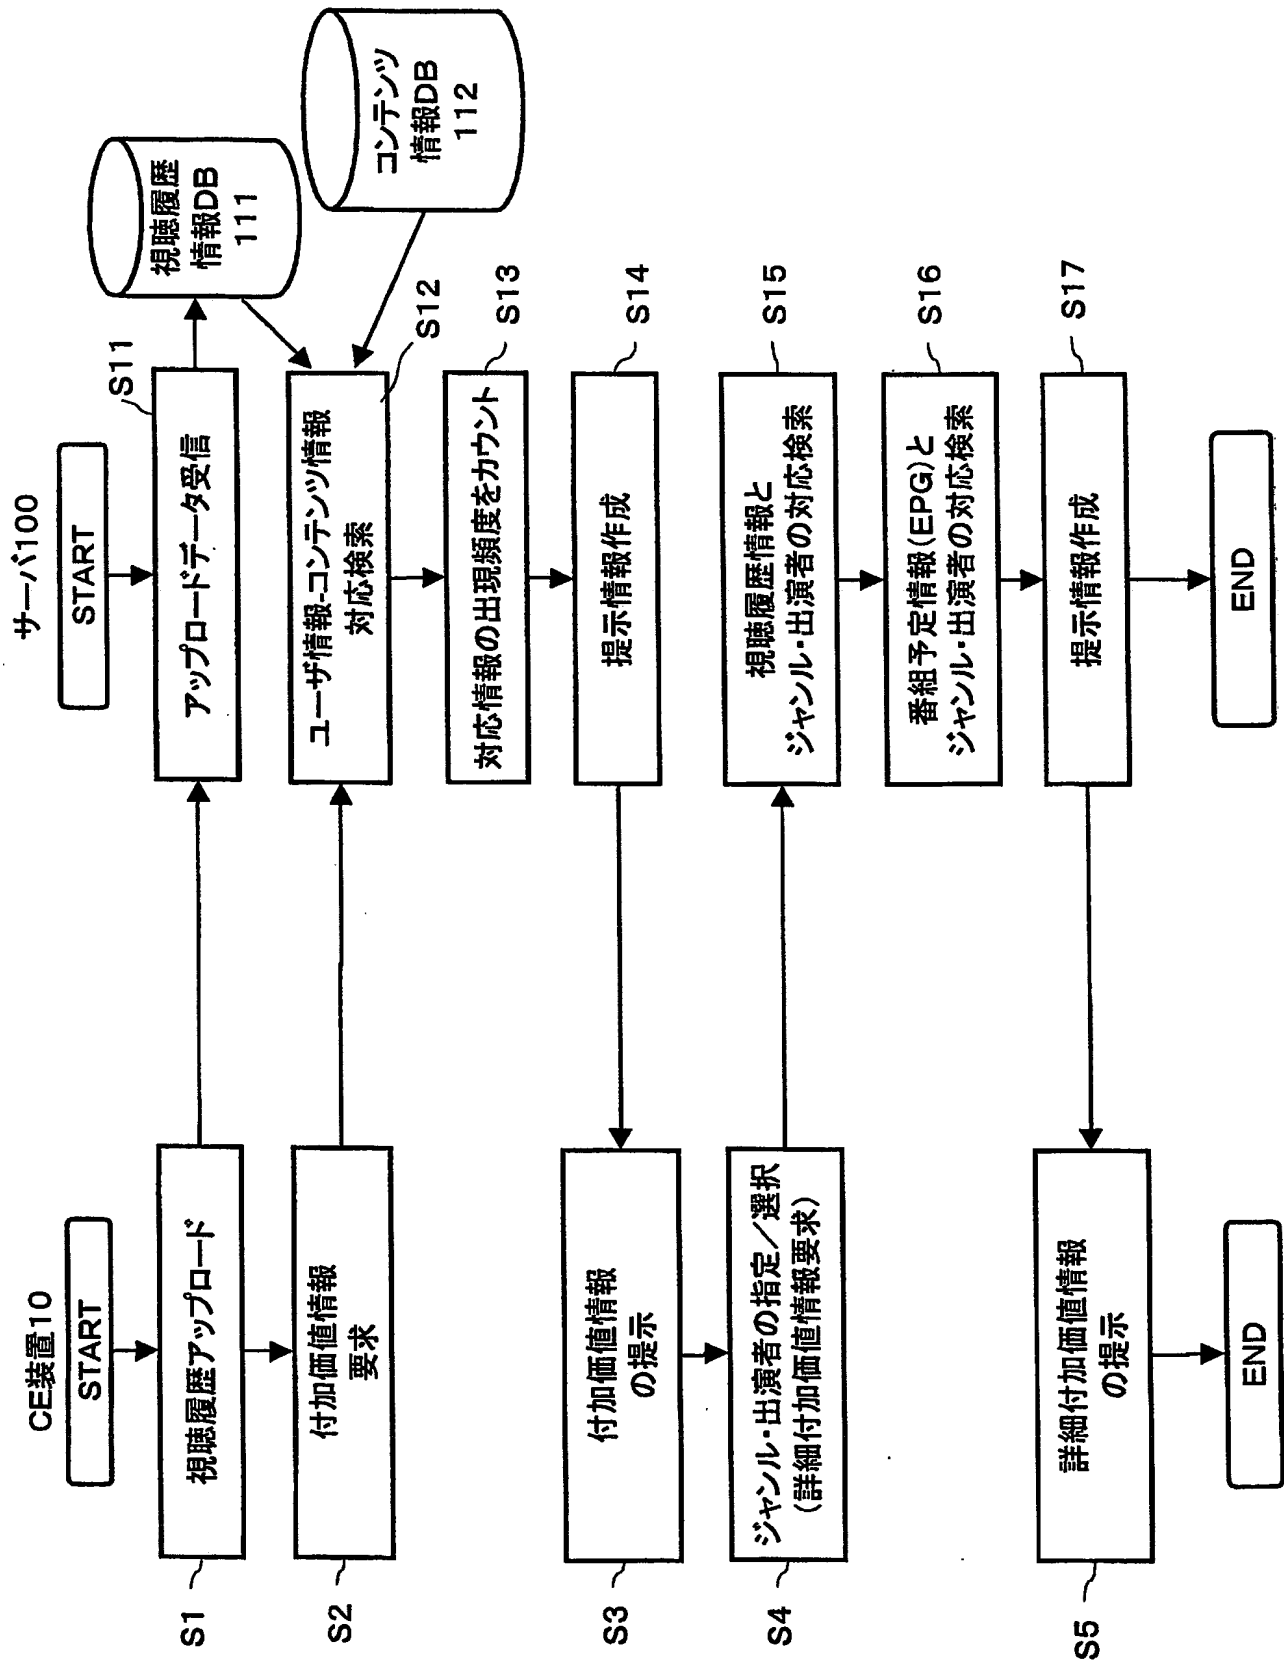 CE装置10
START
S1
視聴履歴アップロード
S2
付加価値情報
要求
S3
付加価値情報
の提示
S4
ジャンル・出演者の指定／選択
(詳細付加価値情報要求)
S5
詳細付加価値情報
の提示
END
サーバ100
START
S11
アップロードデータ受信
視聴履歴
情報DB
111
コンテンツ
情報DB
112
S12
ユーザ情報-コンテンツ情報
対応検索
S13
対応情報の出現頻度をカウント
S14
提示情報作成
S15
視聴履歴情報と
ジャンル・出演者の対応検索
S16
番組予定情報(EPG)と
ジャンル・出演者の対応検索
S17
提示情報作成
END